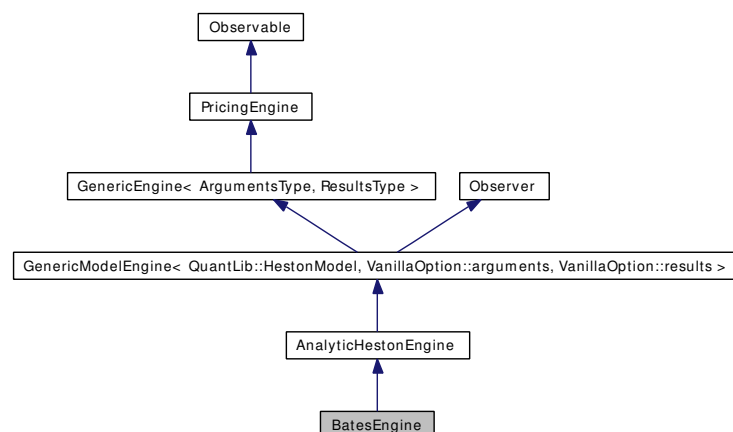 Observable
PricingEngine
GenericEngine< ArgumentsType, ResultsType >
Observer
GenericModelEngine< QuantLib::HestonModel, VanillaOption::arguments, VanillaOption::results >
AnalyticHestonEngine
BatesEngine